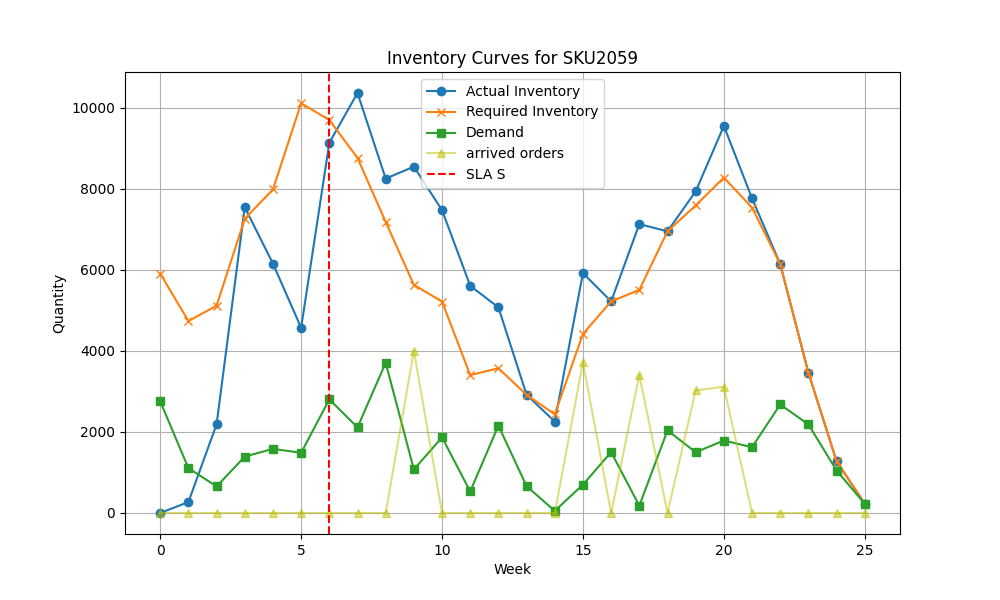 Inventory Curves for SKU2059
Actual Inventory
Required Inventory
Demand
arrived orders
SLA S
Quantity
10000
8000
6000
4000
2000
0
0 5 10 15 20 25
Week